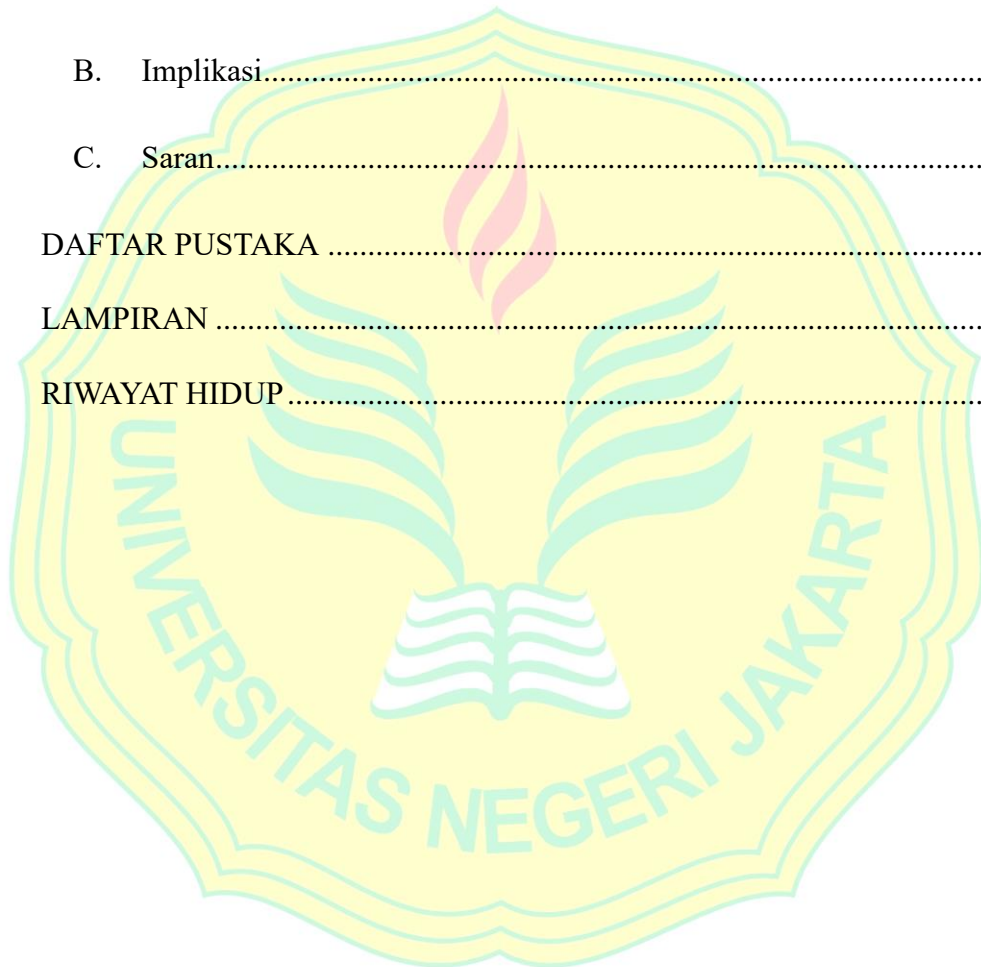 B. Implikasi................................................................................................
C. Saran......................................................................................................
DAFTAR PUSTAKA ...................................................................................
LAMPIRAN .................................................................................................
RIWAYAT HIDUP........................................................................................
UNIVERSITAS NEGERI JAKARTA